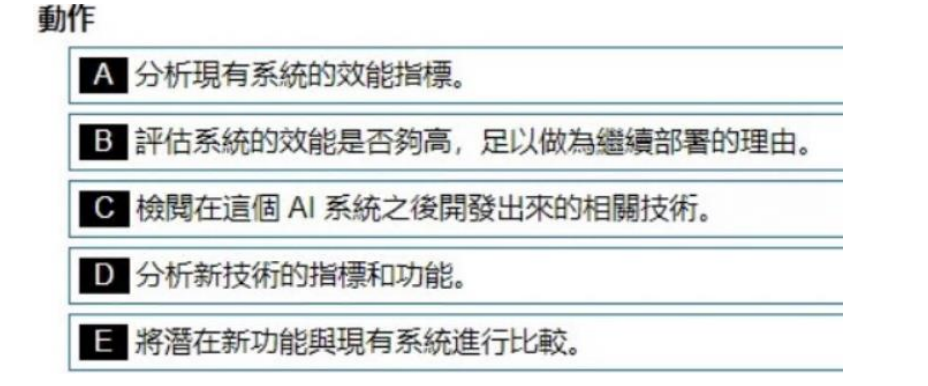 動作
A 分析現有系統的效能指標。
B 評估系統的效能是否夠高，足以做為繼續部署的理由。
C 檢閱在這個 AI 系統之後開發出來的相關技術。
D 分析新技術的指標和功能。
E 將潛在新功能與現有系統進行比較。